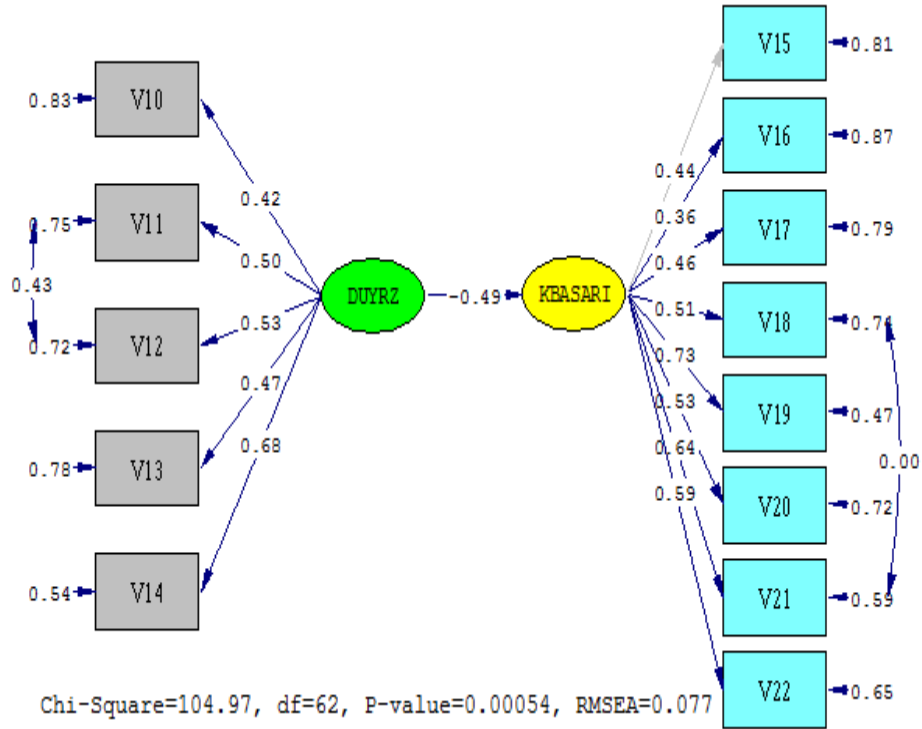 V15
0.81
V10
0.83
V16
0.87
0.44
0.42
0.36
V11
0.75
V17
0.79
0.46
0.50
0.43
DUYRZ
-0.49
KBASARI
0.51
V18
0.74
0.53
V12
0.72
0.73
0.47
0.53
V19
0.47
0.68
0.64
0.00
V13
0.78
0.59
V20
0.72
V14
0.54
V21
0.59
V22
0.65
Chi-Square=104.97, df=62, P-value=0.00054, RMSEA=0.077